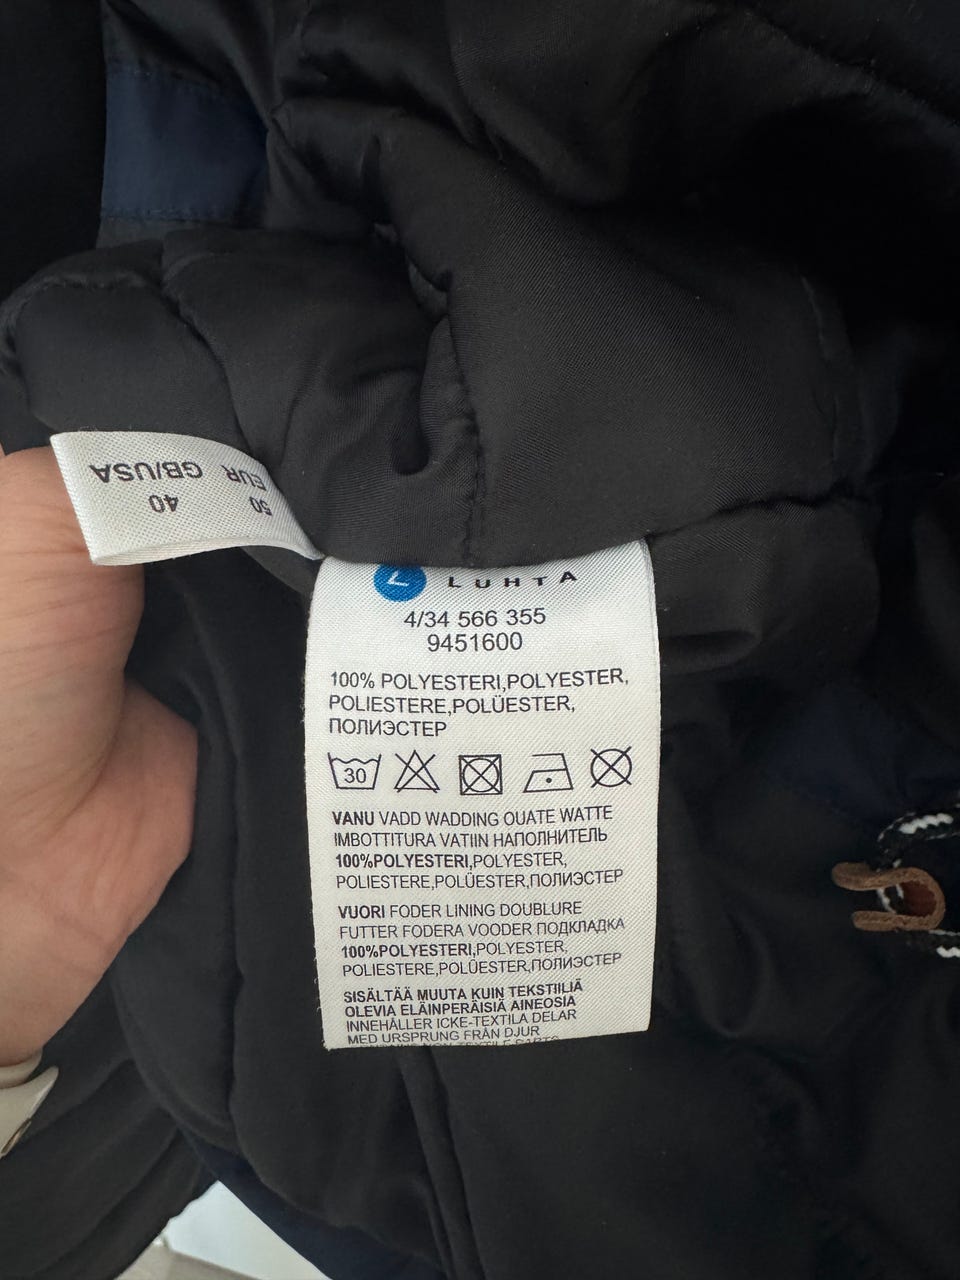 EUR GB/USA
50 40
LUHTA
4/34 566 355
9451600
100% POLYESTERI,POLYESTER,
POLIESTERE,POLÜESTER,
ПОЛИЭСТЕР
30
VANU VADD WADDING OUATE WATTE
IMBOTTITURA VATIIN НАПОЛНИТЕЛЬ
100%POLYESTERI,POLYESTER,
POLIESTERE,POLÜESTER,ПОЛИЭСТЕР
VUORI FODER LINING DOUBLURE
FUTTER FODERA VOODER ПОДКЛАДКА
100%POLYESTERI,POLYESTER,
POLIESTERE,POLÜESTER,ПОЛИЭСТЕР
SISÄLTÄÄ MUUTA KUIN TEKSTIILIÄ
OLEVIA ELÄINPERÄISIÄ AINEOSIA
INNEHÅLLER ICKE-TEXTILA DELAR
MED URSPRUNG FRÅN DJUR